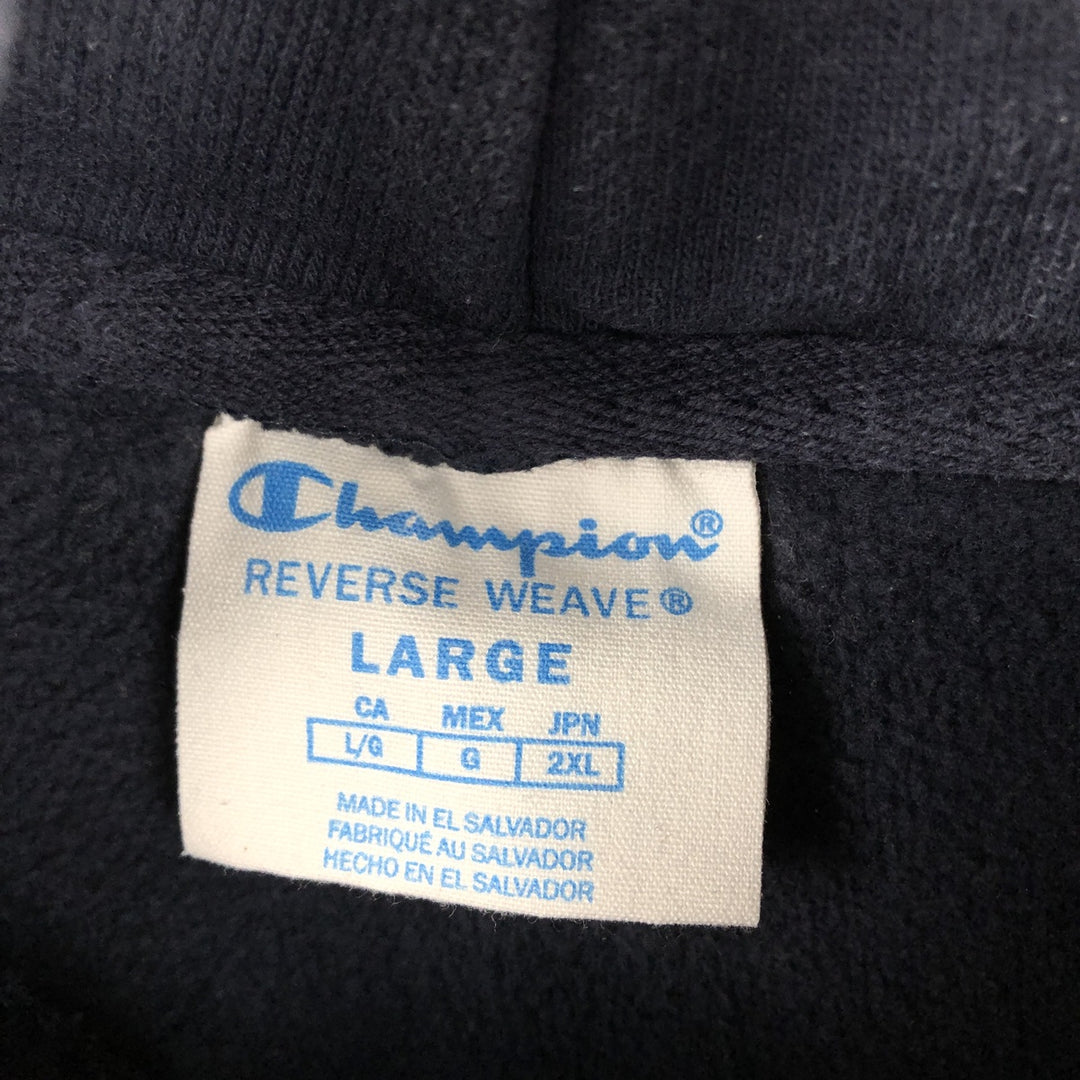 Champion®
REVERSE WEAVE®
LARGE
CA MEX JPN
L/G G 2XL
MADE IN EL SALVADOR
FABRIQUÉ AU SALVADOR
HECHO EN EL SALVADOR